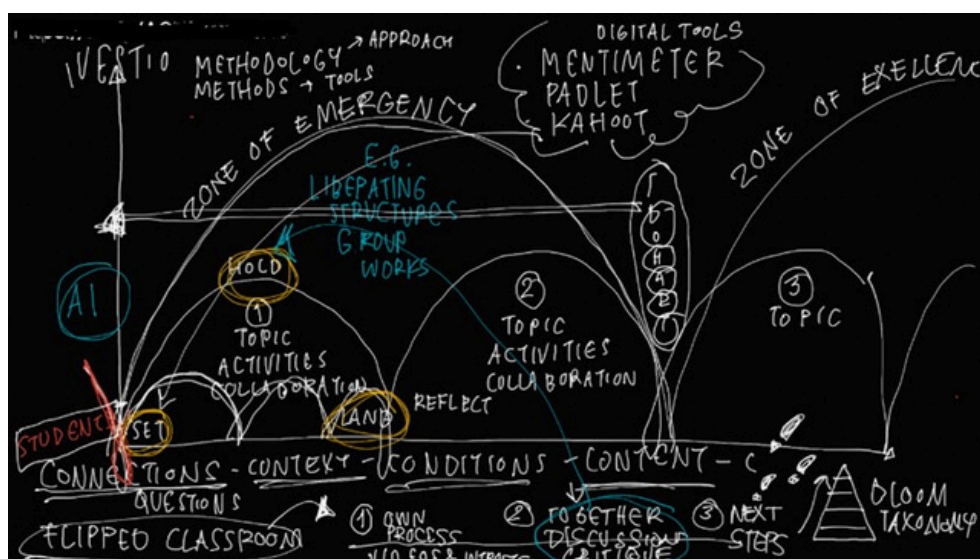 IVESTIO
METHODOLOGY → APPROACH
METHODS → TOOLS
DIGITAL TOOLS
· MENTIMETER
PADLET
KAHOOT
ZONE OF EMERGENCY
ZONE OF EXELLENC
E.G.
LIBEPATING
STRUCTURES
GROUP
WORKS
AI
HOLD
1
TOPIC
ACTIVITIES
COLLABORATION
2
TOPIC
ACTIVITIES
COLLABORATION
3
TOPIC
STUDENT
SET
LAND
REFLECT
CONNECTIONS - CONTEXT - CONDITIONS - CONTENT - C
QUESTIONS
FLIPPED CLASSROOM
1 OWN
PROCESS
2 TOGETHER
DISCUSSION
CRITIQUE
3 NEXT
STEPS
BLOOM